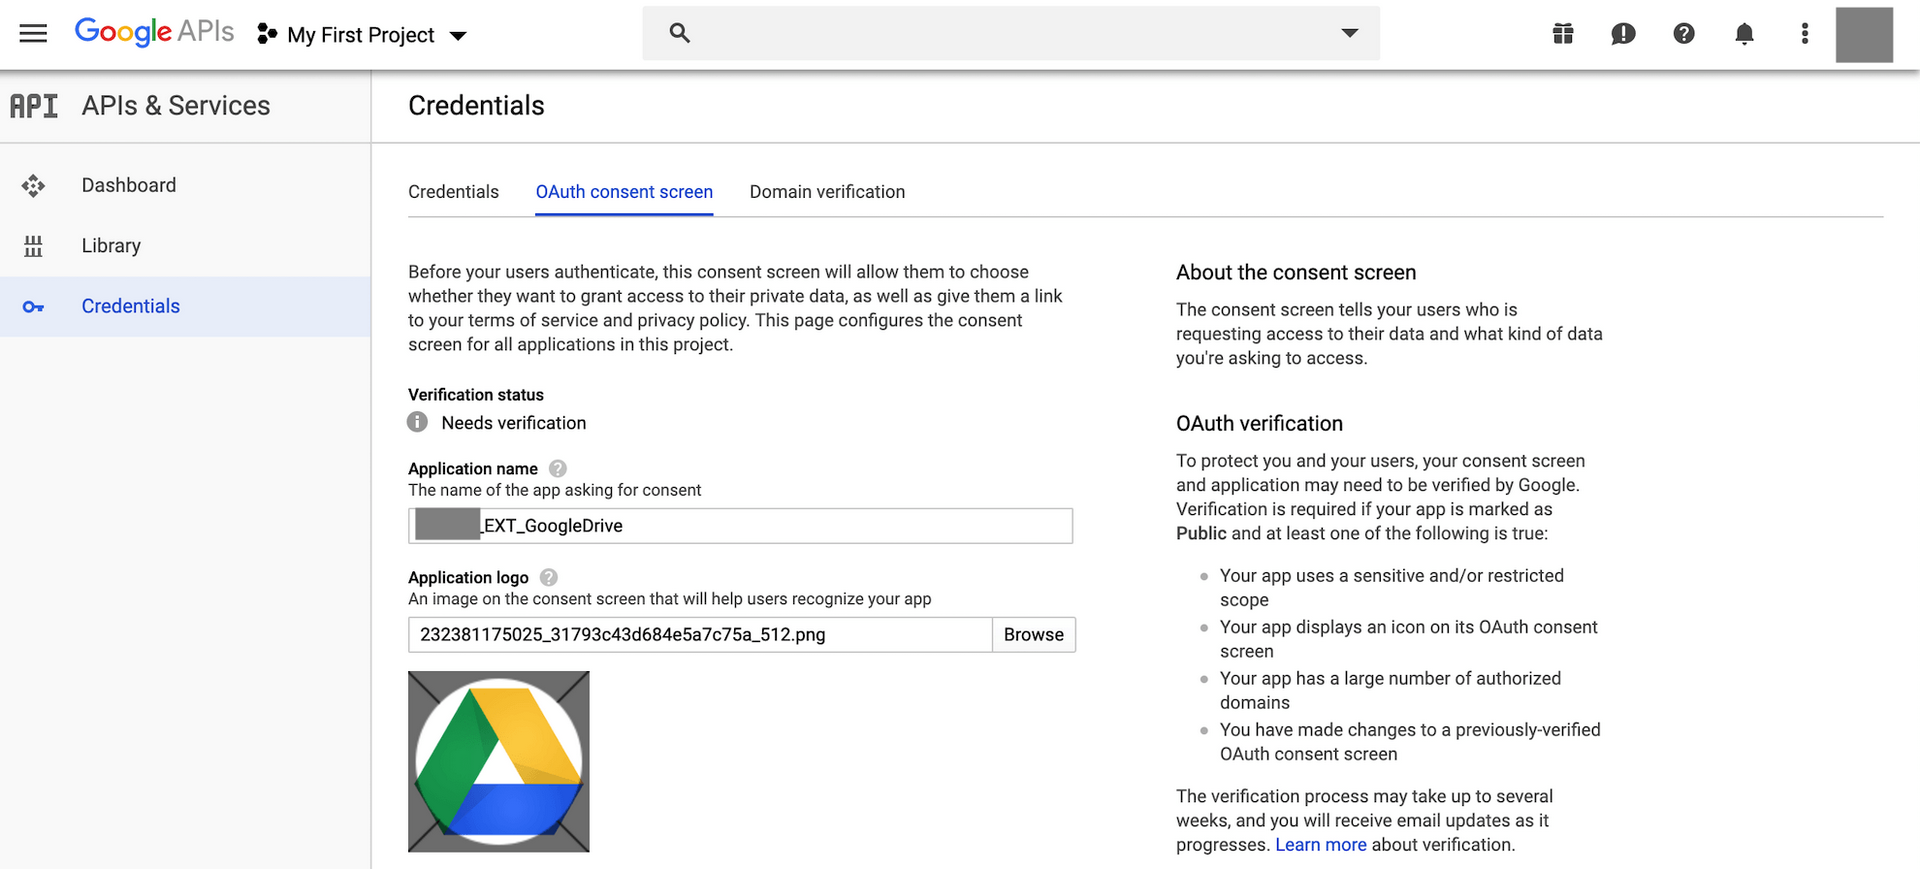 Google APIs
My First Project
API APIs & Services
Credentials
Dashboard
Library
Credentials
Credentials
OAuth consent screen
Domain verification
Before your users authenticate, this consent screen will allow them to choose
whether they want to grant access to their private data, as well as give them a link
to your terms of service and privacy policy. This page configures the consent
screen for all applications in this project.
Verification status
Needs verification
Application name
The name of the app asking for consent
_EXT_GoogleDrive
Application logo
An image on the consent screen that will help users recognize your app
232381175025_31793c43d684e5a7c75a_512.png
Browse
About the consent screen
The consent screen tells your users who is
requesting access to their data and what kind of data
you're asking to access.
OAuth verification
To protect you and your users, your consent screen
and application may need to be verified by Google.
Verification is required if your app is marked as
Public and at least one of the following is true:
Your app uses a sensitive and/or restricted
scope
Your app displays an icon on its OAuth consent
screen
Your app has a large number of authorized
domains
You have made changes to a previously-verified
OAuth consent screen
The verification process may take up to several
weeks, and you will receive email updates as it
progresses. Learn more about verification.